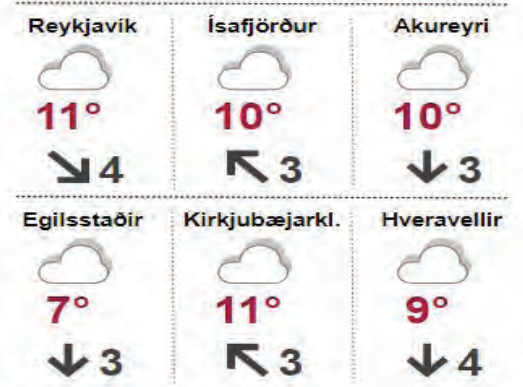 Reykjavík Ísafjörður Akureyri
11° 10° 10°
4 3 3
Egilsstaðir Kirkjubæjarkl. Hveravellir
7° 11° 9°
3 3 4